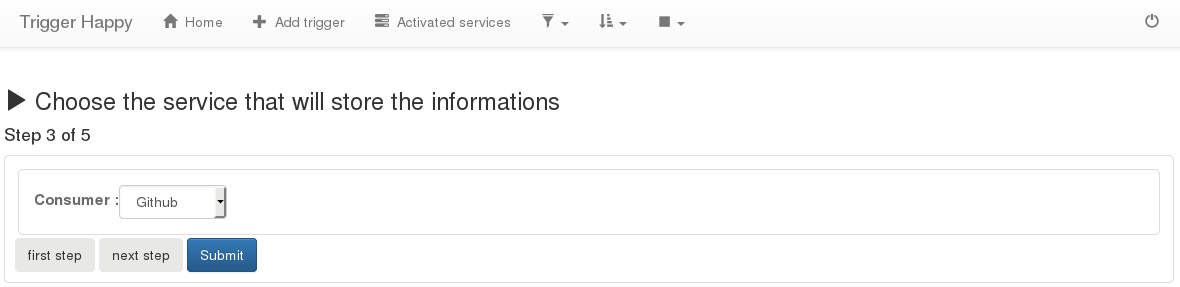 Trigger Happy Home Add trigger Activated services
Choose the service that will store the informations
Step 3 of 5
Consumer : Github
first step next step Submit